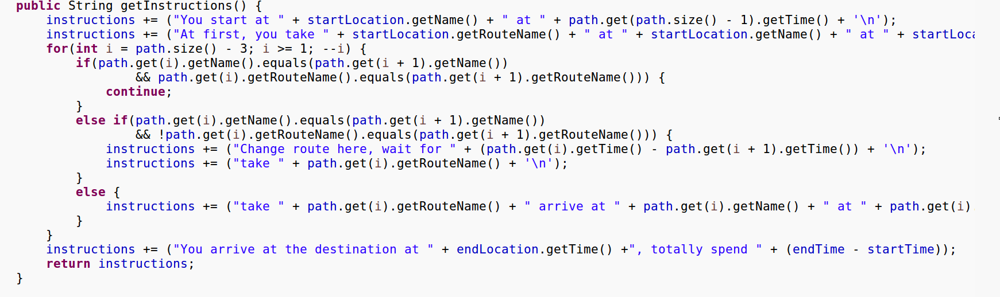 public String getInstructions() {
    instructions += ("You start at " + startLocation.getName() + " at " + path.get(path.size() - 1).getTime() + '\n');
    instructions += ("At first, you take " + startLocation.getRouteName() + " at " + startLocation.getName() + " at " + startLoca
    for(int i = path.size() - 3; i >= 1; --i) {
        if(path.get(i).getName().equals(path.get(i + 1).getName())
                && path.get(i).getRouteName().equals(path.get(i + 1).getRouteName())) {
            continue;
        }
        else if(path.get(i).getName().equals(path.get(i + 1).getName())
                && !path.get(i).getRouteName().equals(path.get(i + 1).getRouteName())) {
            instructions += ("Change route here, wait for " + (path.get(i).getTime() - path.get(i + 1).getTime()) + '\n');
            instructions += ("take " + path.get(i).getRouteName() + '\n');
        }
        else {
            instructions += ("take " + path.get(i).getRouteName() + " arrive at " + path.get(i).getName() + " at " + path.get(i).
        }
    }
    instructions += ("You arrive at the destination at " + endLocation.getTime() +", totally spend " + (endTime - startTime));
    return instructions;
}